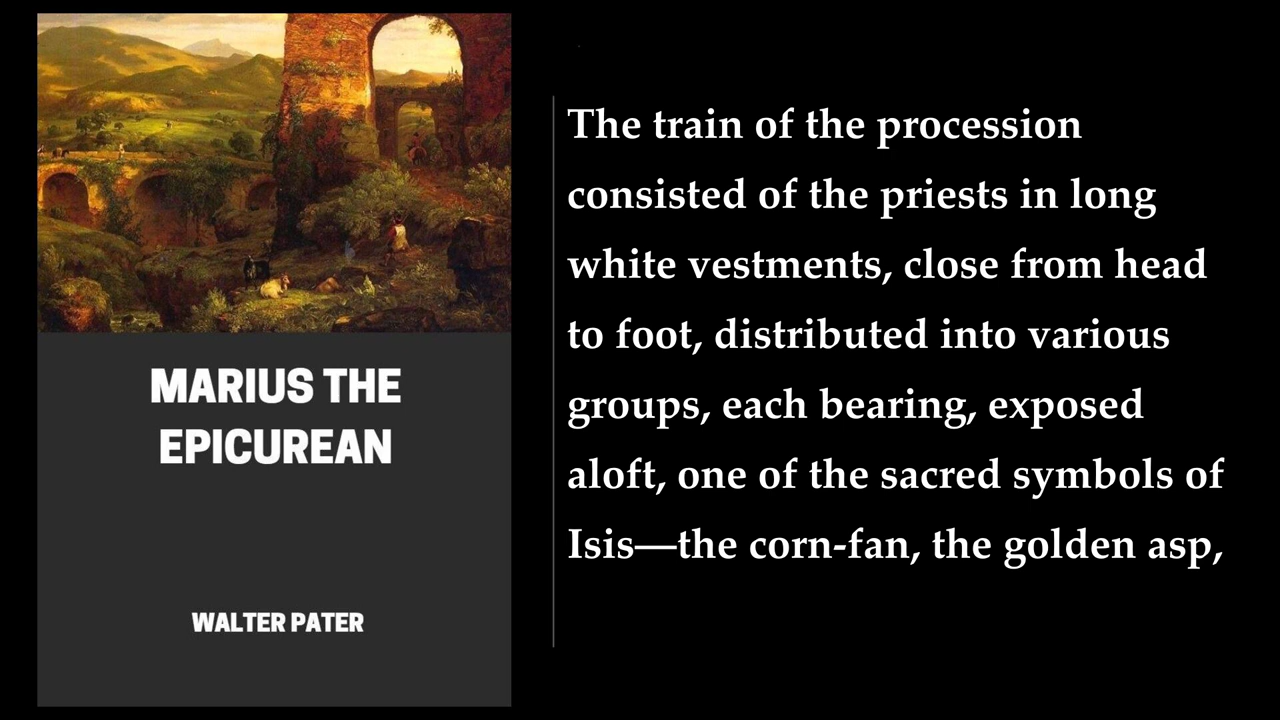 MARIUS THE
EPICUREAN
WALTER PATER
The train of the procession
consisted of the priests in long
white vestments, close from head
to foot, distributed into various
groups, each bearing, exposed
aloft, one of the sacred symbols of
Isis—the corn-fan, the golden asp,